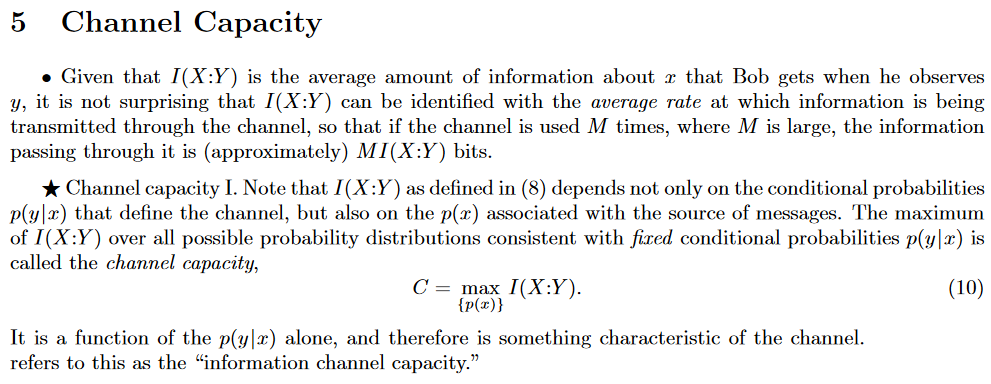 5 Channel Capacity
• Given that I(X:Y) is the average amount of information about x that Bob gets when he observes
y, it is not surprising that I(X:Y) can be identified with the average rate at which information is being
transmitted through the channel, so that if the channel is used M times, where M is large, the information
passing through it is (approximately) MI(X:Y) bits.
★ Channel capacity I. Note that I(X:Y) as defined in (8) depends not only on the conditional probabilities
p(y|x) that define the channel, but also on the p(x) associated with the source of messages. The maximum
of I(X:Y) over all possible probability distributions consistent with fixed conditional probabilities p(y|x) is
called the channel capacity,
C = max I(X:Y). (10)
{p(x)}
It is a function of the p(y|x) alone, and therefore is something characteristic of the channel.
refers to this as the “information channel capacity.”